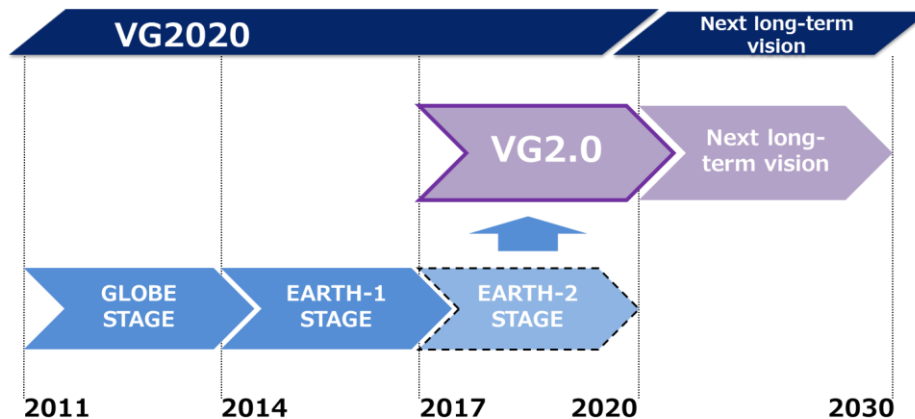 VG2020
Next long-term
vision
VG2.0
Next long-
term vision
GLOBE
STAGE
EARTH-1
STAGE
EARTH-2
STAGE
2011
2014
2017
2020
2030